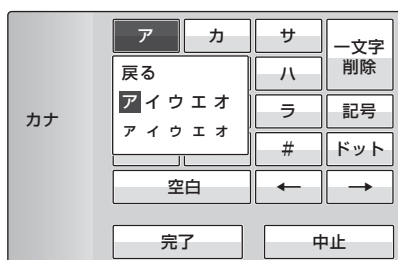 カナ
ア カ サ 一文字削除
戻る
アイウエオ
ァィゥェォ
ハ
ラ 記号
# ドット
空白 ← →
完了 中止